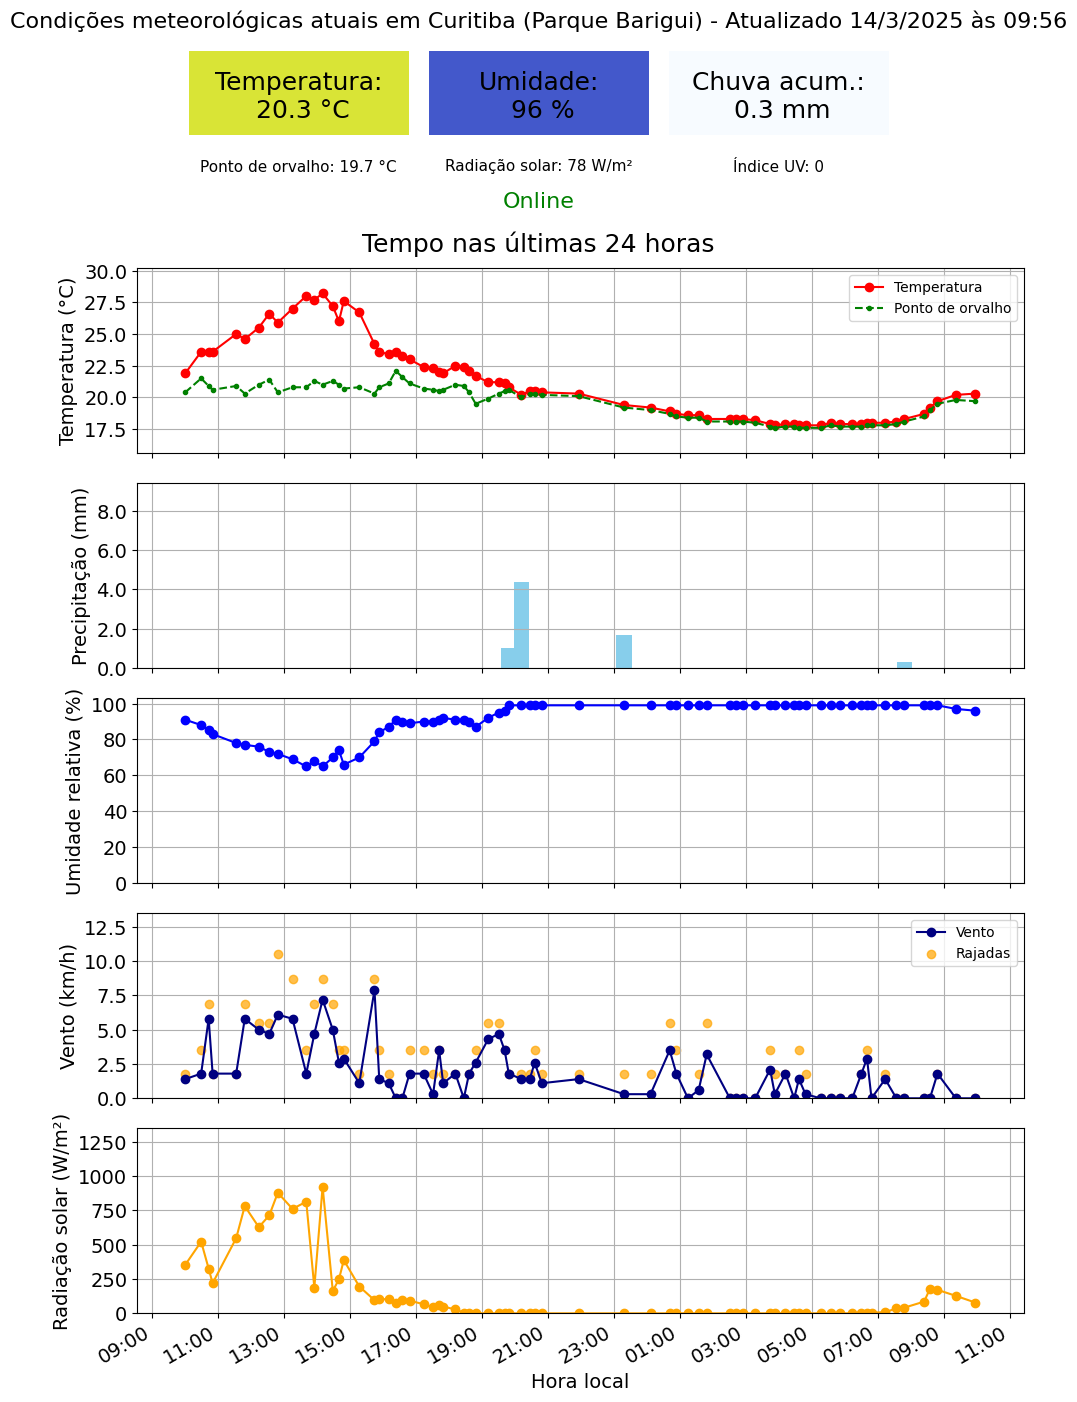 Condições meteorológicas atuais em Curitiba (Parque Barigui) - Atualizado 14/3/2025 às 09:56
Temperatura:
20.3 °C
Umidade:
96 %
Chuva acum.:
0.3 mm
Ponto de orvalho: 19.7 °C
Radiação solar: 78 W/m²
Índice UV: 0
Online
Tempo nas últimas 24 horas
Temperatura (°C)
30.0
27.5
25.0
22.5
20.0
17.5
Temperatura
Ponto de orvalho
Precipitação (mm)
8.0
6.0
4.0
2.0
0.0
Umidade relativa (%)
100
80
60
40
20
0
Vento (km/h)
12.5
10.0
7.5
5.0
2.5
0.0
Vento
Rajadas
Radiação solar (W/m²)
1250
1000
750
500
250
0
09:00
11:00
13:00
15:00
17:00
19:00
21:00
23:00
01:00
03:00
05:00
07:00
09:00
11:00
Hora local